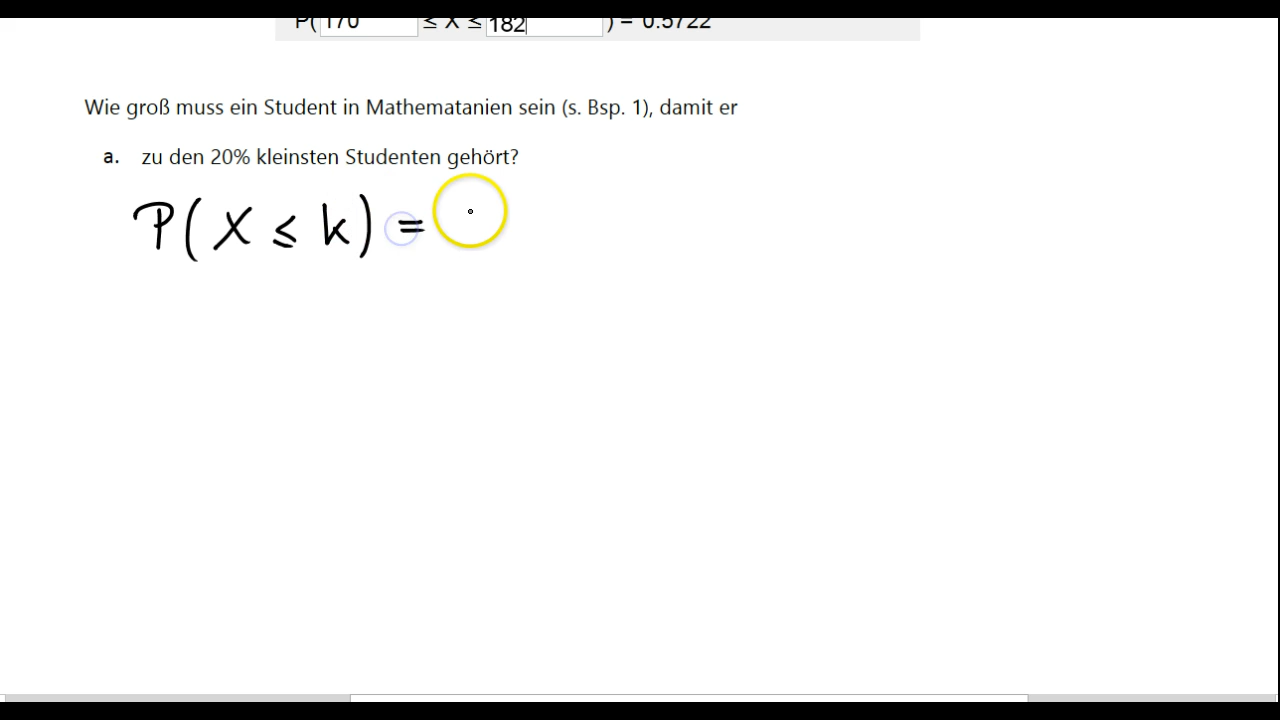 P( 170 ≤ X ≤ 182 ) = 0.5722
Wie groß muss ein Student in Mathematanien sein (s. Bsp. 1), damit er
a. zu den 20% kleinsten Studenten gehört?
P( X ≤ k ) =